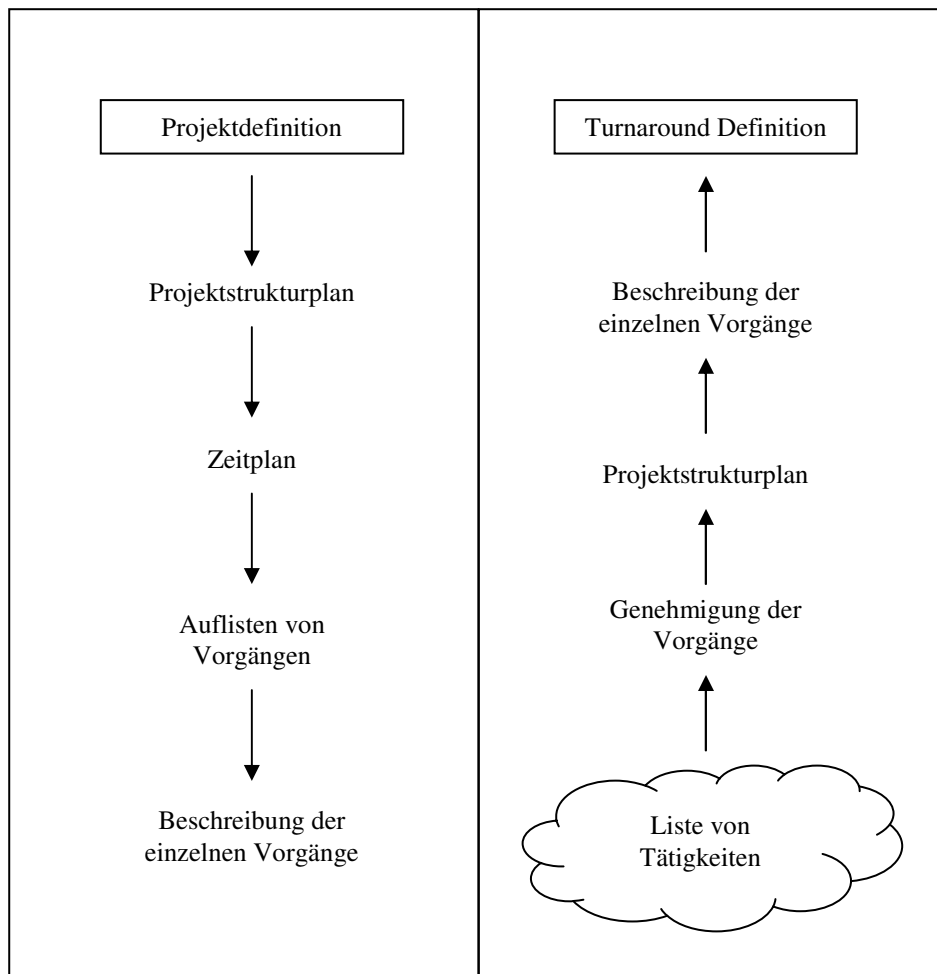 Projektdefinition
Projektstrukturplan
Zeitplan
Auflisten von
Vorgängen
Beschreibung der
einzelnen Vorgänge
Turnaround Definition
Beschreibung der
einzelnen Vorgänge
Projektstrukturplan
Genehmigung der
Vorgänge
Liste von
Tätigkeiten